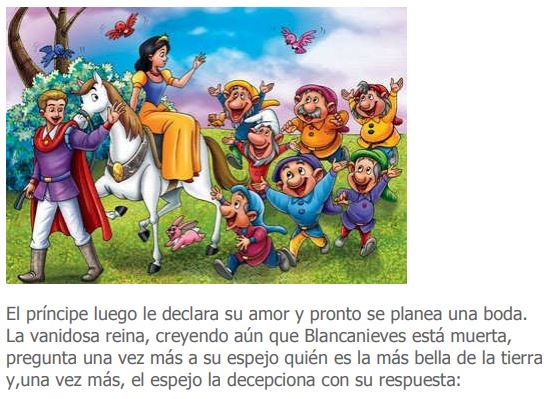 El príncipe luego le declara su amor y pronto se planea una boda.
La vanidosa reina, creyendo aún que Blancanieves está muerta,
pregunta una vez más a su espejo quién es la más bella de la tierra
y,una vez más, el espejo la decepciona con su respuesta: